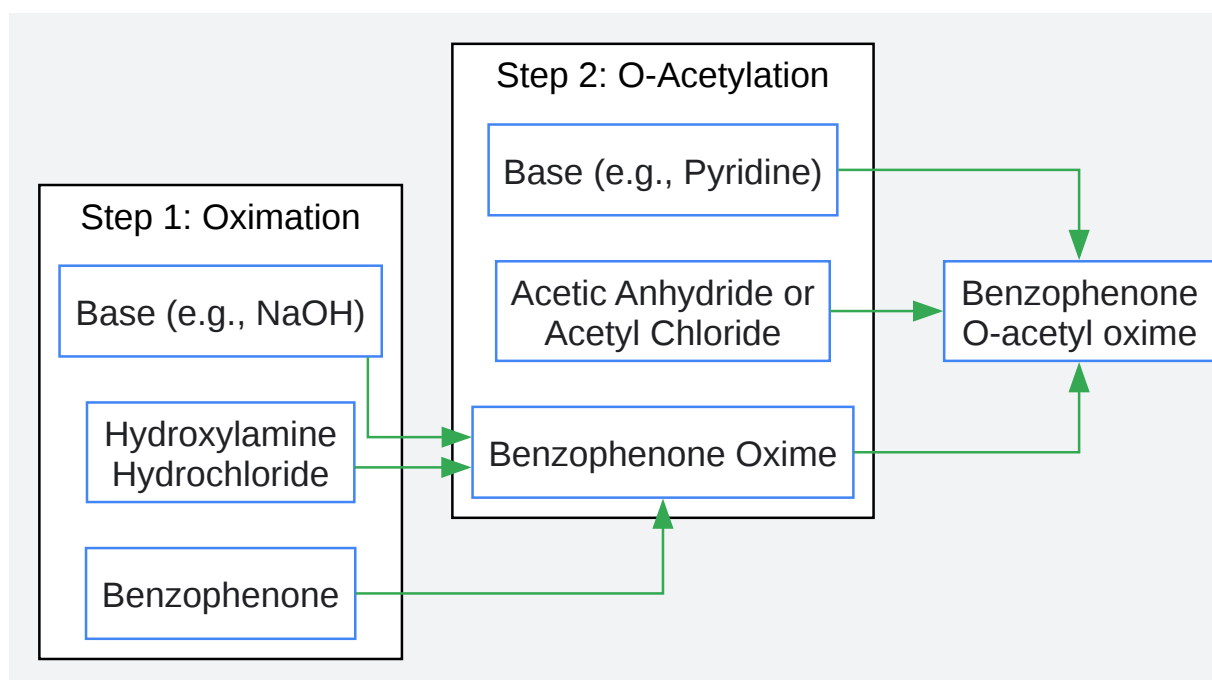 Step 1: Oximation
Base (e.g., NaOH)
Hydroxylamine
Hydrochloride
Benzophenone
Step 2: O-Acetylation
Base (e.g., Pyridine)
Acetic Anhydride or
Acetyl Chloride
Benzophenone Oxime
Benzophenone
O-acetyl oxime